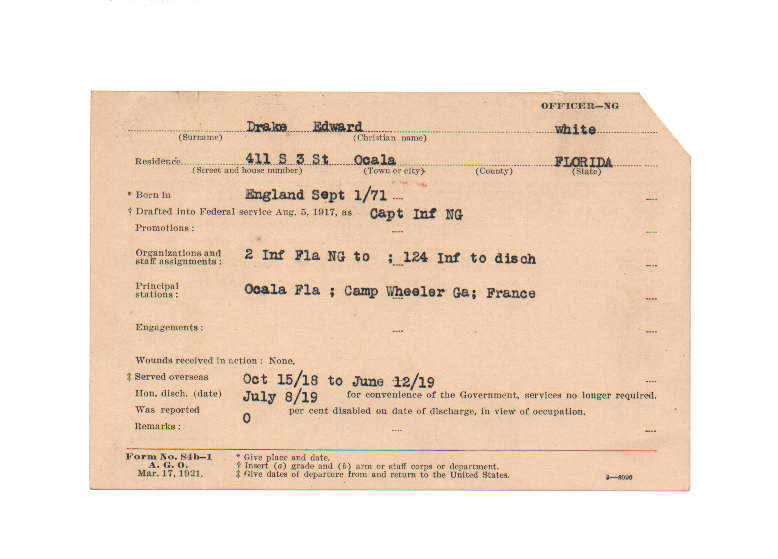 OFFICER—NG
Drake Edward white
(Surname) (Christian name)
Residence 411 S 3 St Ocala FLORIDA
(Street and house number) (Town or city) (County) (State)
* Born in England Sept 1/71
† Drafted into Federal service Aug. 5, 1917, as Capt Inf NG
Promotions:
Organizations and
staff assignments: 2 Inf Fla NG to ; 124 Inf to disch
Principal
stations: Ocala Fla ; Camp Wheeler Ga; France
Engagements:
Wounds received in action: None.
‡ Served overseas Oct 15/18 to June 12/19
Hon. disch. (date) July 8/19 for convenience of the Government, services no longer required.
Was reported 0 per cent disabled on date of discharge, in view of occupation.
Remarks:
Form No. 84b—1 * Give place and date.
A. G. O. † Insert (a) grade and (b) arm or staff corps or department.
Mar. 17, 1921. ‡ Give dates of departure from and return to the United States.